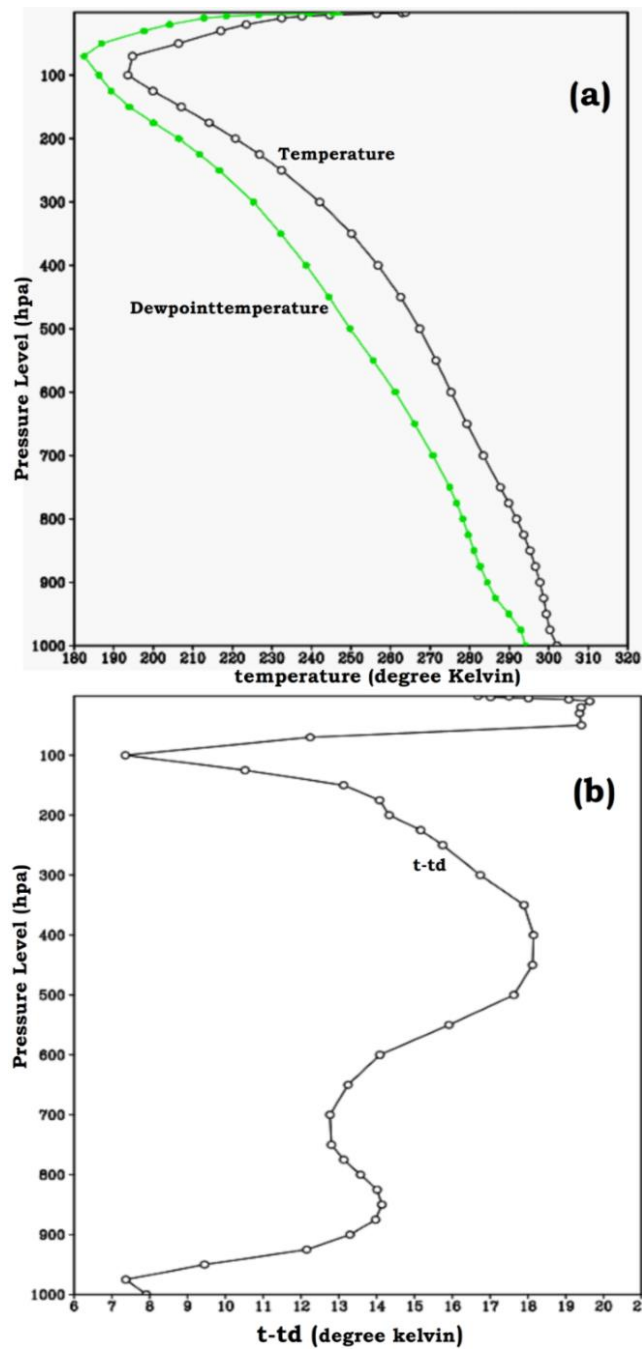 (a)
Temperature
Dewpointtemperature
Pressure Level (hpa)
100
200
300
400
500
600
700
800
900
1000
180 190 200 210 220 230 240 250 260 270 280 290 300 310 320
temperature (degree Kelvin)
(b)
t-td
Pressure Level (hpa)
100
200
300
400
500
600
700
800
900
1000
6 7 8 9 10 11 12 13 14 15 16 17 18 19 20 21
t-td (degree kelvin)